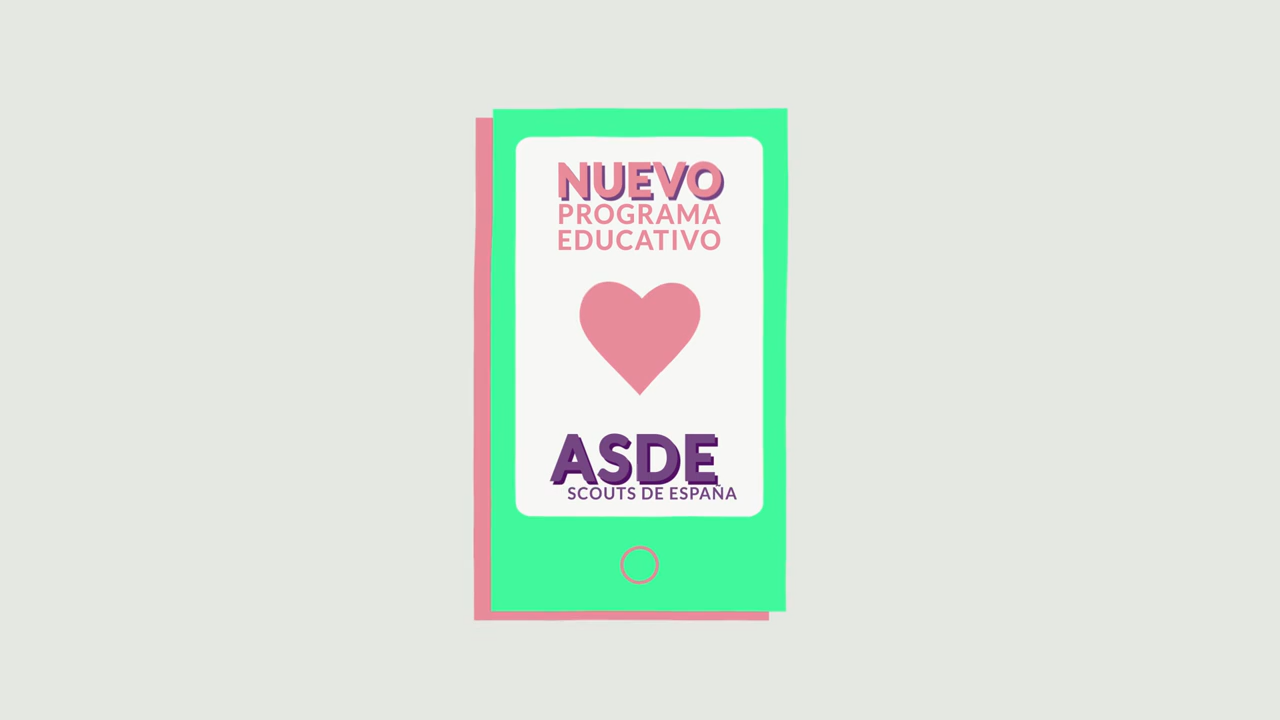 NUEVO
PROGRAMA
EDUCATIVO
ASDE
SCOUTS DE ESPAÑA